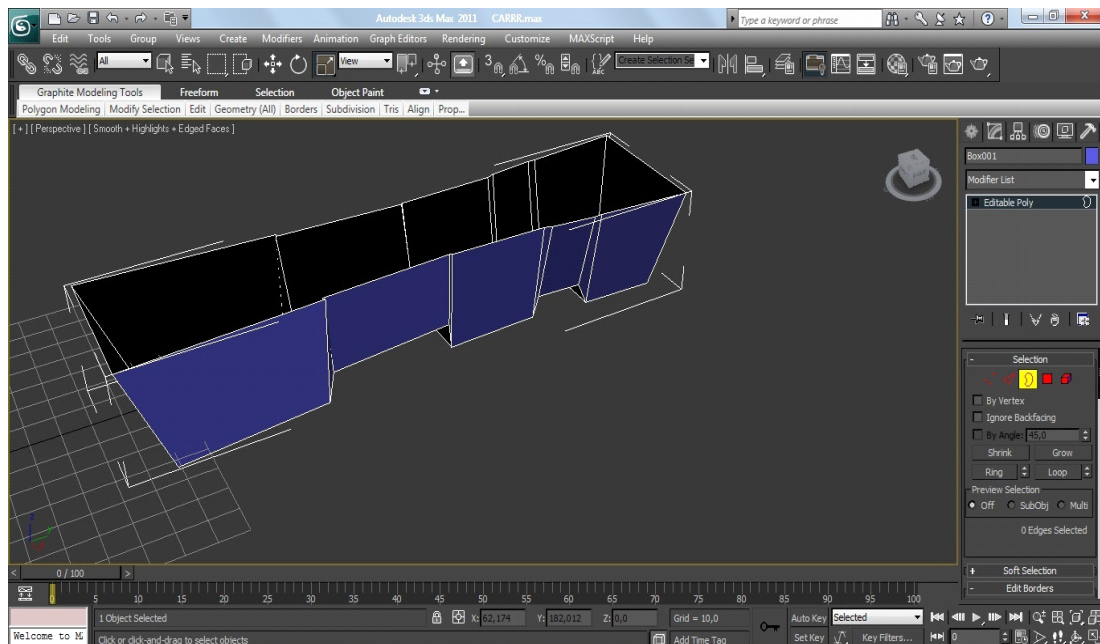 Autodesk 3ds Max 2011 CARRR.max
Type a keyword or phrase
Edit Tools Group Views Create Modifiers Animation Graph Editors Rendering Customize MAXScript Help
All View Create Selection Se
Graphite Modeling Tools Freeform Selection Object Paint
Polygon Modeling Modify Selection Edit Geometry (All) Borders Subdivision Tris Align Prop...
[ + ] [ Perspective ] [ Smooth + Highlights + Edged Faces ]
Box001
Modifier List
Editable Poly
Selection
By Vertex
Ignore Backfacing
By Angle: 45,0
Shrink Grow
Ring Loop
Preview Selection
Off SubObj Multi
0 Edges Selected
Soft Selection
Edit Borders
0 / 100
0 5 10 15 20 25 30 35 40 45 50 55 60 65 70 75 80 85 90 95 100
1 Object Selected X: 62,174 Y: 182,012 Z: 0,0 Grid = 10,0 Auto Key Selected
Welcome to M Click or click-and-drag to select objects Add Time Tag Set Key Key Filters... 0